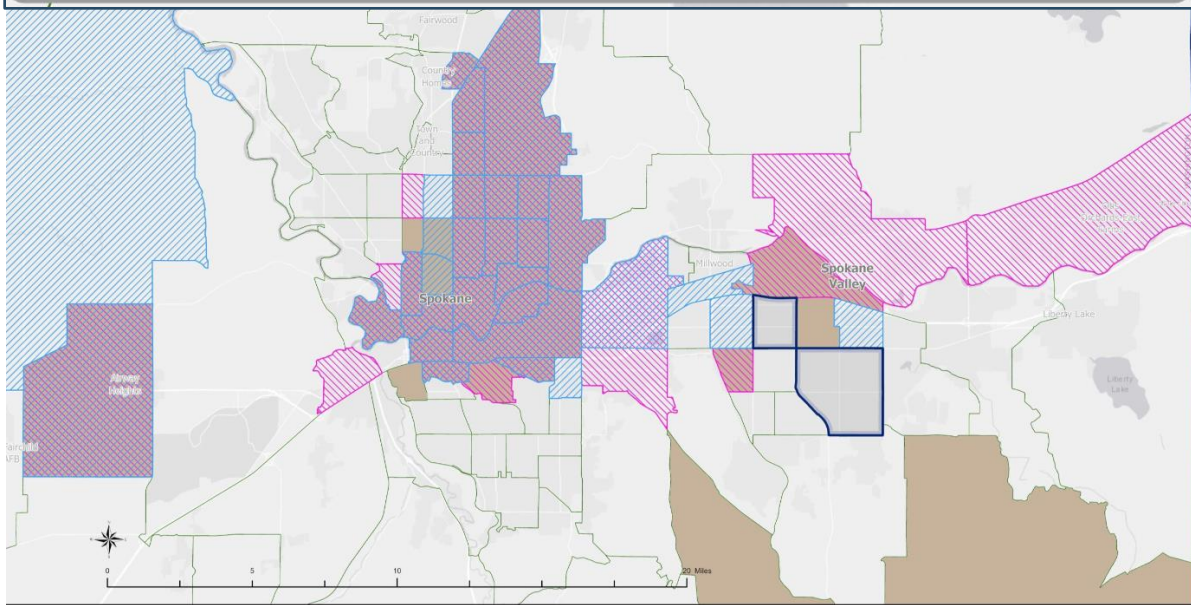 Fairwood
Country
Homes
Town
and
Country
Millwood
Spokane
Valley
Spokane
Liberty Lake
Airway
Heights
Liberty
Lake
Fairchild
AFB
0
5
10
20 Miles